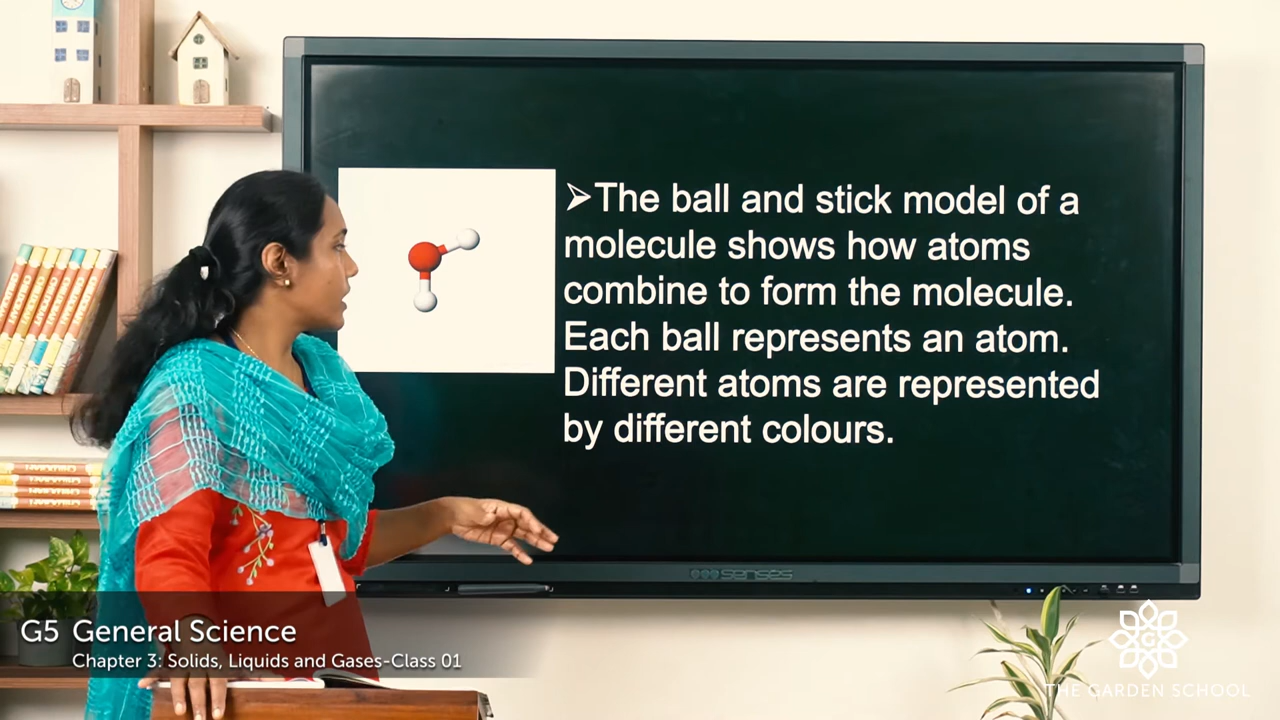 ➢The ball and stick model of a
molecule shows how atoms
combine to form the molecule.
Each ball represents an atom.
Different atoms are represented
by different colours.
senses
G5 General Science
Chapter 3: Solids, Liquids and Gases-Class 01
G
THE GARDEN SCHOOL